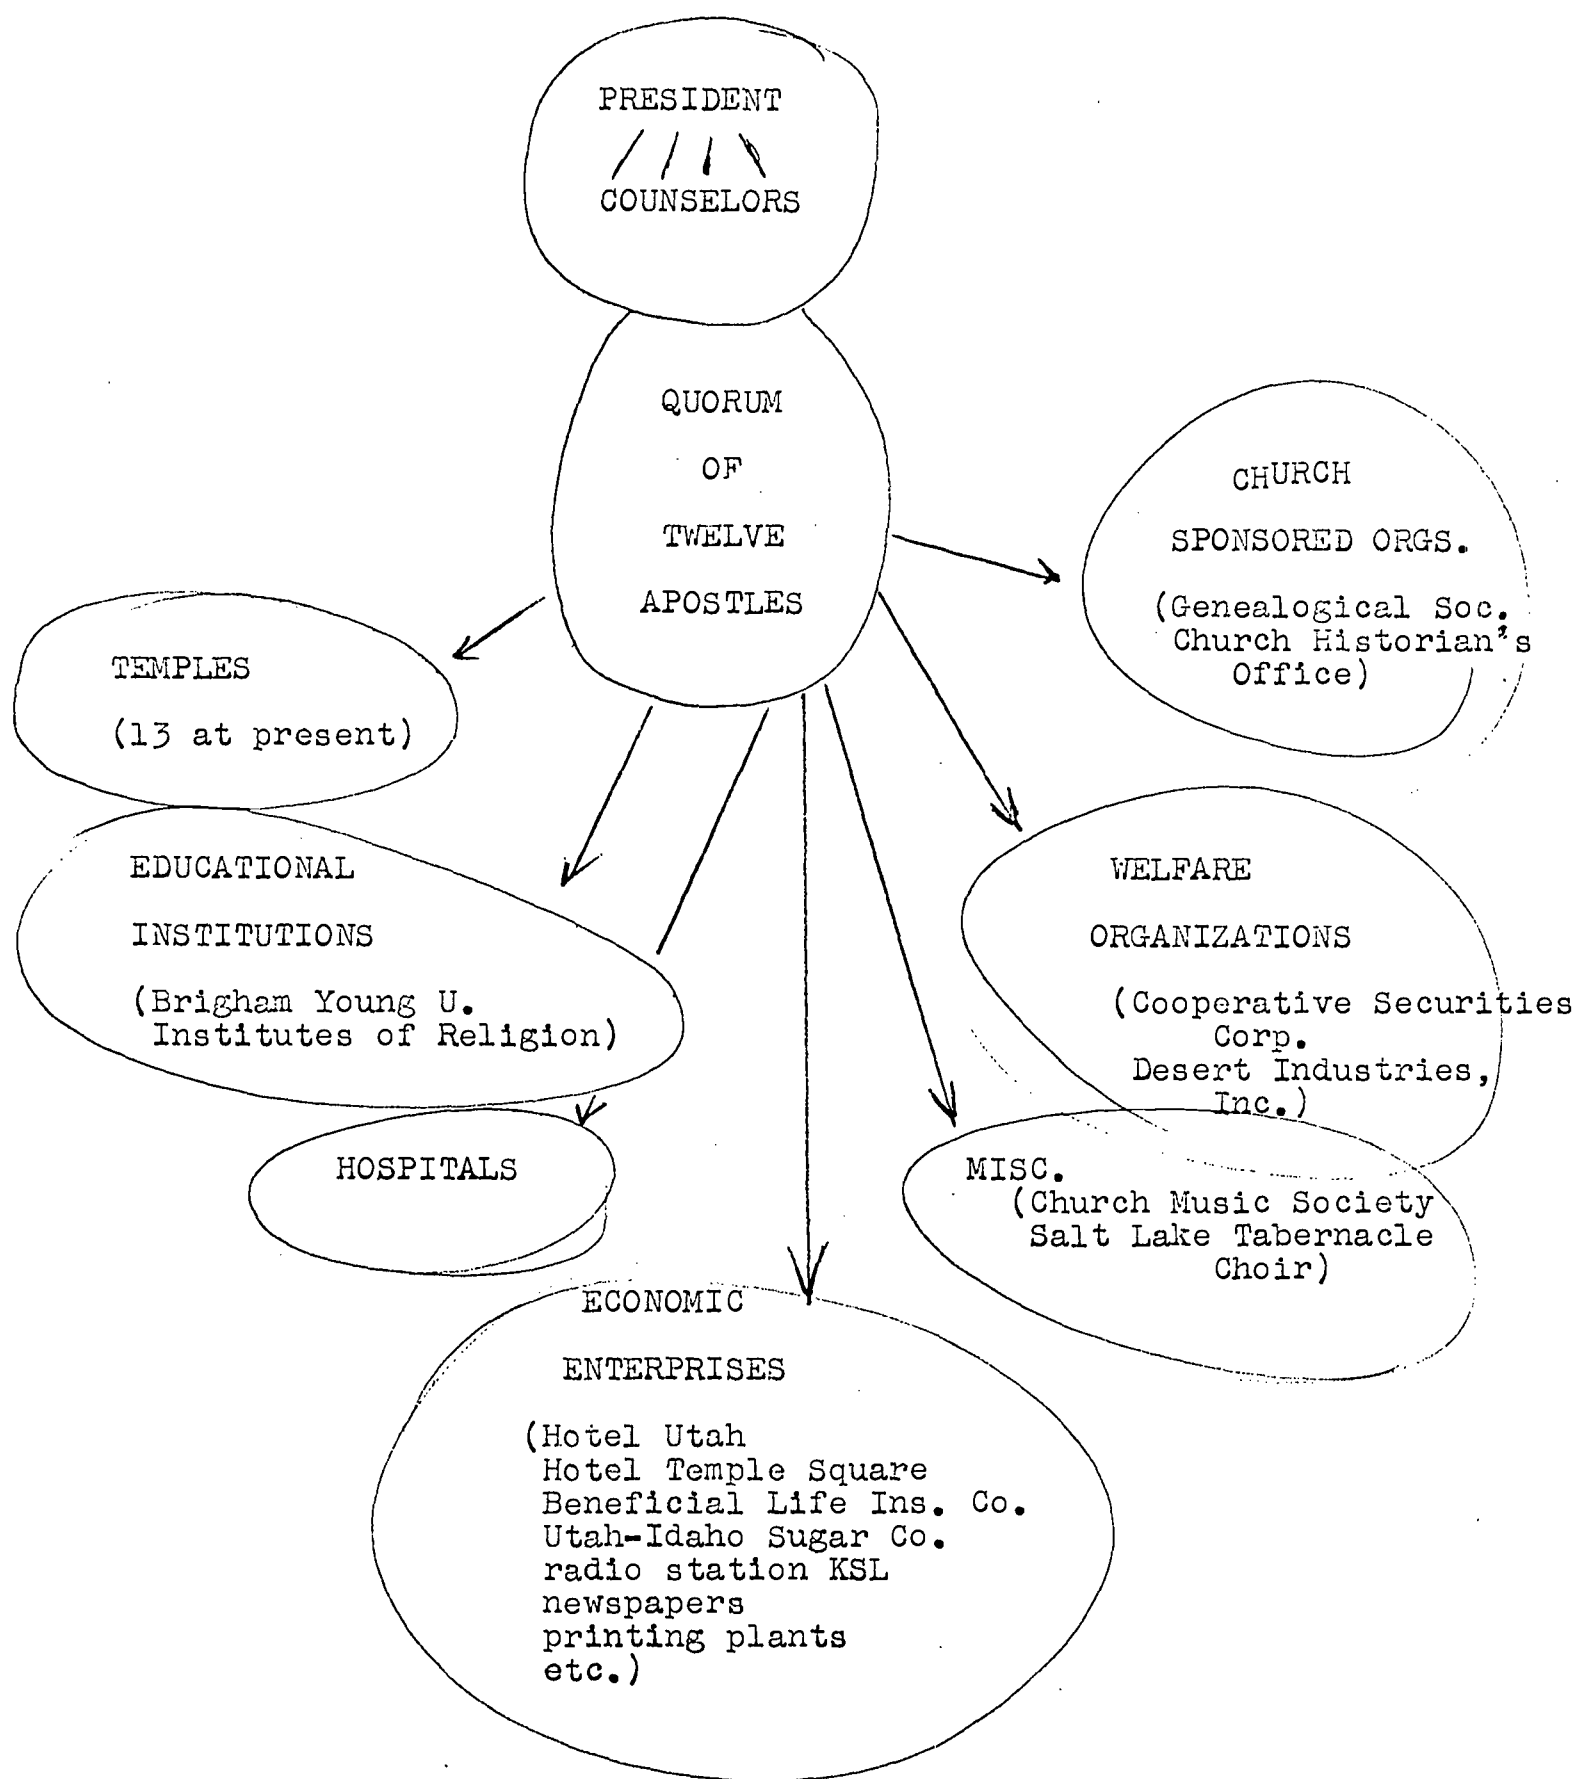 PRESIDENT
COUNSELORS
QUORUM
OF
TWELVE
APOSTLES
CHURCH
SPONSORED ORGS.
(Genealogical Soc.
Church Historian's
Office)
TEMPLES
(13 at present)
EDUCATIONAL
INSTITUTIONS
(Brigham Young U.
Institutes of Religion)
WELFARE
ORGANIZATIONS
(Cooperative Securities
Corp.
Desert Industries,
Inc.)
HOSPITALS
MISC.
(Church Music Society
Salt Lake Tabernacle
Choir)
ECONOMIC
ENTERPRISES
(Hotel Utah
Hotel Temple Square
Beneficial Life Ins. Co.
Utah-Idaho Sugar Co.
radio station KSL
newspapers
printing plants
etc.)